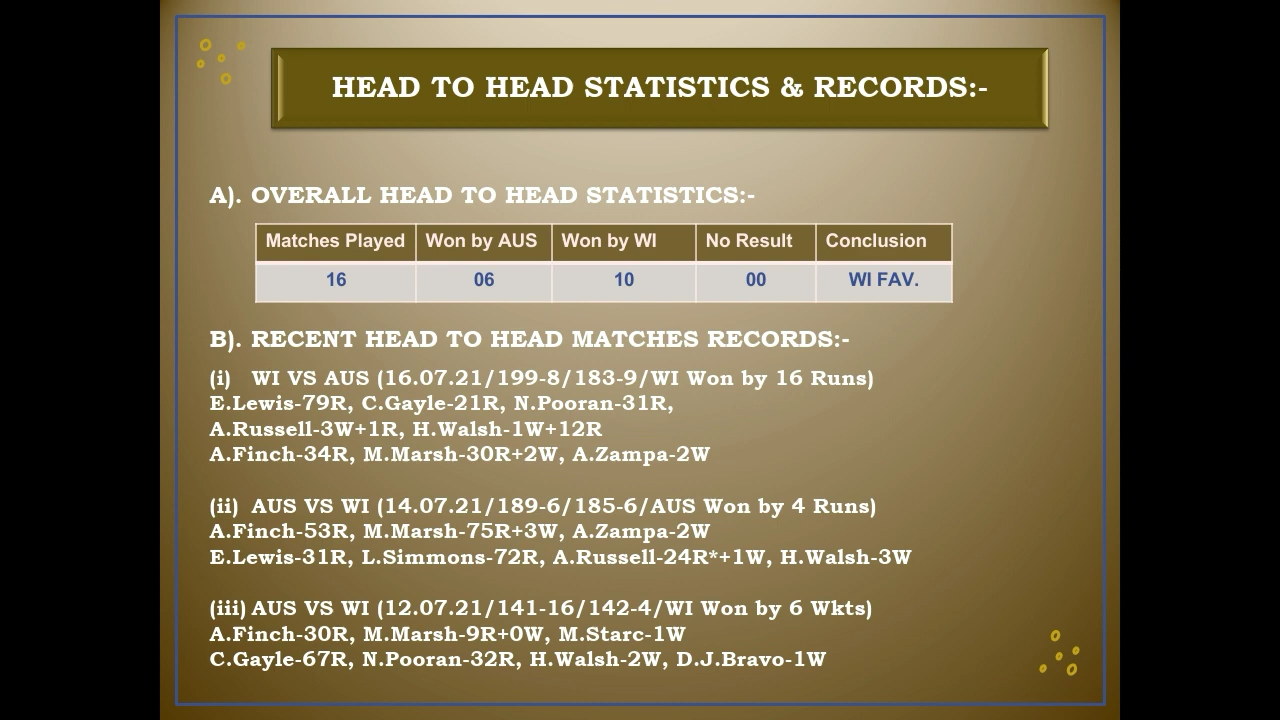 HEAD TO HEAD STATISTICS & RECORDS:-
A). OVERALL HEAD TO HEAD STATISTICS:-
Matches Played Won by AUS Won by WI No Result Conclusion
16 06 10 00 WI FAV.
B). RECENT HEAD TO HEAD MATCHES RECORDS:-
(i) WI VS AUS (16.07.21/199-8/183-9/WI Won by 16 Runs)
E.Lewis-79R, C.Gayle-21R, N.Pooran-31R,
A.Russell-3W+1R, H.Walsh-1W+12R
A.Finch-34R, M.Marsh-30R+2W, A.Zampa-2W
(ii) AUS VS WI (14.07.21/189-6/185-6/AUS Won by 4 Runs)
A.Finch-53R, M.Marsh-75R+3W, A.Zampa-2W
E.Lewis-31R, L.Simmons-72R, A.Russell-24R*+1W, H.Walsh-3W
(iii) AUS VS WI (12.07.21/141-16/142-4/WI Won by 6 Wkts)
A.Finch-30R, M.Marsh-9R+0W, M.Starc-1W
C.Gayle-67R, N.Pooran-32R, H.Walsh-2W, D.J.Bravo-1W